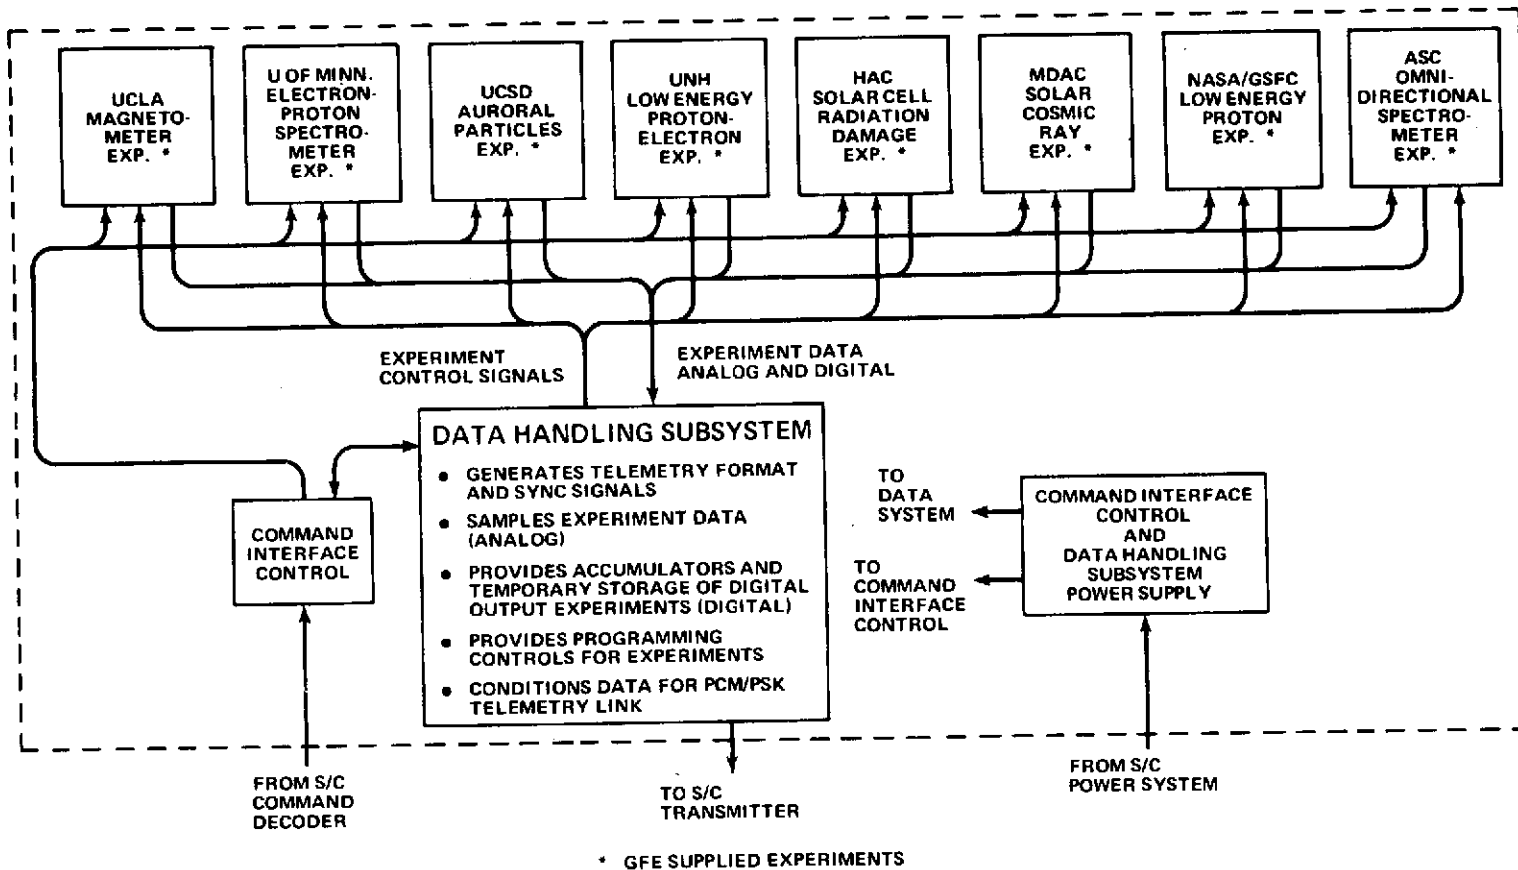 UCLA
MAGNETO-
METER
EXP. *
U OF MINN.
ELECTRON-
PROTON
SPECTRO-
METER
EXP. *
UCSD
AURORAL
PARTICLES
EXP. *
UNH
LOW ENERGY
PROTON-
ELECTRON
EXP. *
HAC
SOLAR CELL
RADIATION
DAMAGE
EXP. *
MDAC
SOLAR
COSMIC
RAY
EXP. *
NASA/GSFC
LOW ENERGY
PROTON
EXP. *
ASC
OMNI-
DIRECTIONAL
SPECTRO-
METER
EXP. *
EXPERIMENT
CONTROL SIGNALS
EXPERIMENT DATA
ANALOG AND DIGITAL
DATA HANDLING SUBSYSTEM
• GENERATES TELEMETRY FORMAT
AND SYNC SIGNALS
• SAMPLES EXPERIMENT DATA
(ANALOG)
• PROVIDES ACCUMULATORS AND
TEMPORARY STORAGE OF DIGITAL
OUTPUT EXPERIMENTS (DIGITAL)
• PROVIDES PROGRAMMING
CONTROLS FOR EXPERIMENTS
• CONDITIONS DATA FOR PCM/PSK
TELEMETRY LINK
COMMAND
INTERFACE
CONTROL
TO
DATA
SYSTEM
TO
COMMAND
INTERFACE
CONTROL
COMMAND INTERFACE
CONTROL
AND
DATA HANDLING
SUBSYSTEM
POWER SUPPLY
FROM S/C
COMMAND
DECODER
TO S/C
TRANSMITTER
FROM S/C
POWER SYSTEM
* GFE SUPPLIED EXPERIMENTS